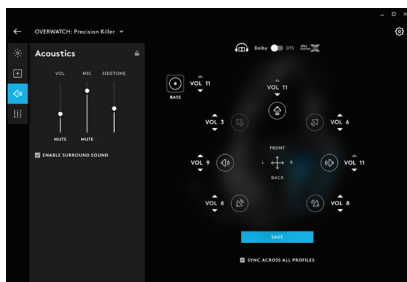 OVERWATCH: Precision Killer
Acoustics
VOL MIC SIDETONE
MUTE MUTE
ENABLE SURROUND SOUND
Dolby DTS dts X
VOL 11
BASS
VOL 11
VOL 3
VOL 6
FRONT
VOL 9
L R
VOL 11
BACK
VOL 8
VOL 8
SAVE
SYNC ACROSS ALL PROFILES